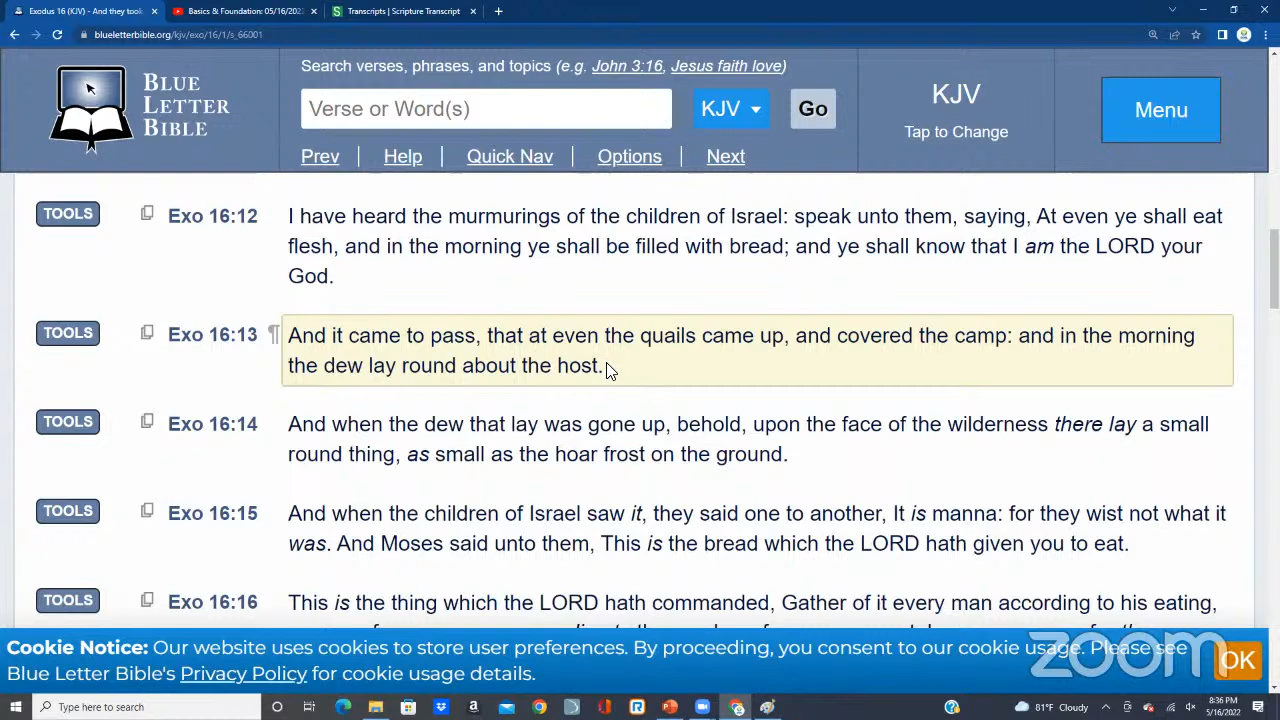 Exodus 16 (KJV) - And they took
Basics & Foundation: 05/16/2022
Transcripts | Scripture Transcript
blueletterbible.org/kjv/exo/16/1/s_66001
Search verses, phrases, and topics (e.g. John 3:16, Jesus faith love)
BLUE
LETTER
BIBLE
Verse or Word(s)
KJV
Go
KJV
Tap to Change
Menu
Prev | Help | Quick Nav | Options | Next
TOOLS Exo 16:12 I have heard the murmurings of the children of Israel: speak unto them, saying, At even ye shall eat
flesh, and in the morning ye shall be filled with bread; and ye shall know that I am the LORD your
God.
TOOLS Exo 16:13 ¶ And it came to pass, that at even the quails came up, and covered the camp: and in the morning
the dew lay round about the host.
TOOLS Exo 16:14 And when the dew that lay was gone up, behold, upon the face of the wilderness there lay a small
round thing, as small as the hoar frost on the ground.
TOOLS Exo 16:15 And when the children of Israel saw it, they said one to another, It is manna: for they wist not what it
was. And Moses said unto them, This is the bread which the LORD hath given you to eat.
TOOLS Exo 16:16 This is the thing which the LORD hath commanded, Gather of it every man according to his eating,
Cookie Notice: Our website uses cookies to store user preferences. By proceeding, you consent to our cookie usage. Please see
Blue Letter Bible's Privacy Policy for cookie usage details.
OK
zoom
Type here to search
81°F Cloudy
8:36 PM
5/16/2022